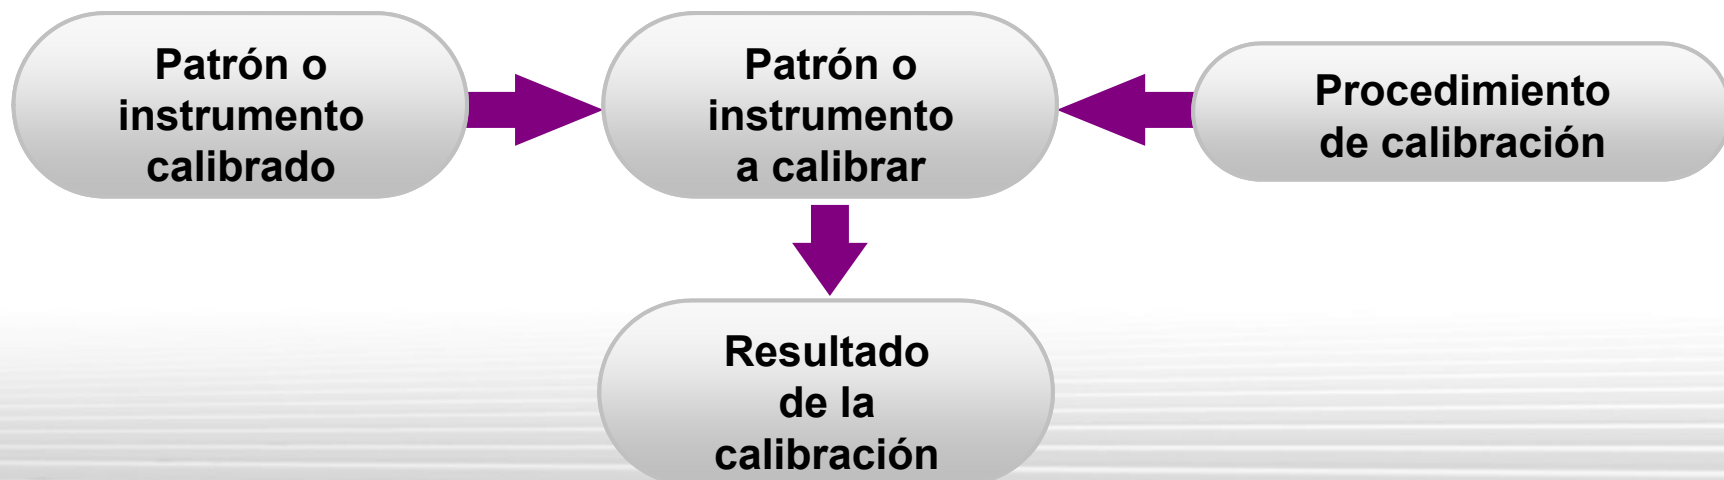 Patrón o
instrumento
calibrado
Patrón o
instrumento
a calibrar
Procedimiento
de calibración
Resultado
de la
calibración